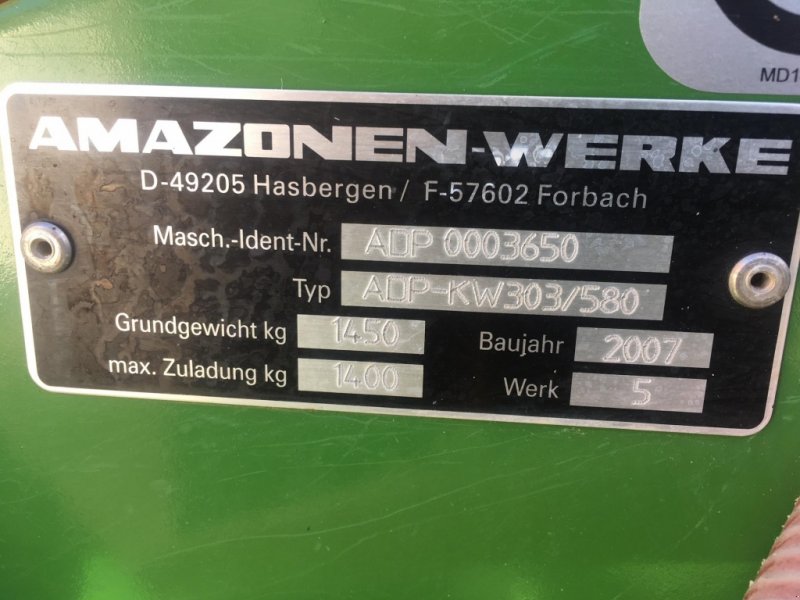 MD1
AMAZONEN-WERKE
D-49205 Hasbergen / F-57602 Forbach
Masch.-Ident-Nr. ADP 0003650
Typ ADP-KW303/580
Grundgewicht kg 1450 Baujahr 2007
max. Zuladung kg 1400 Werk 5